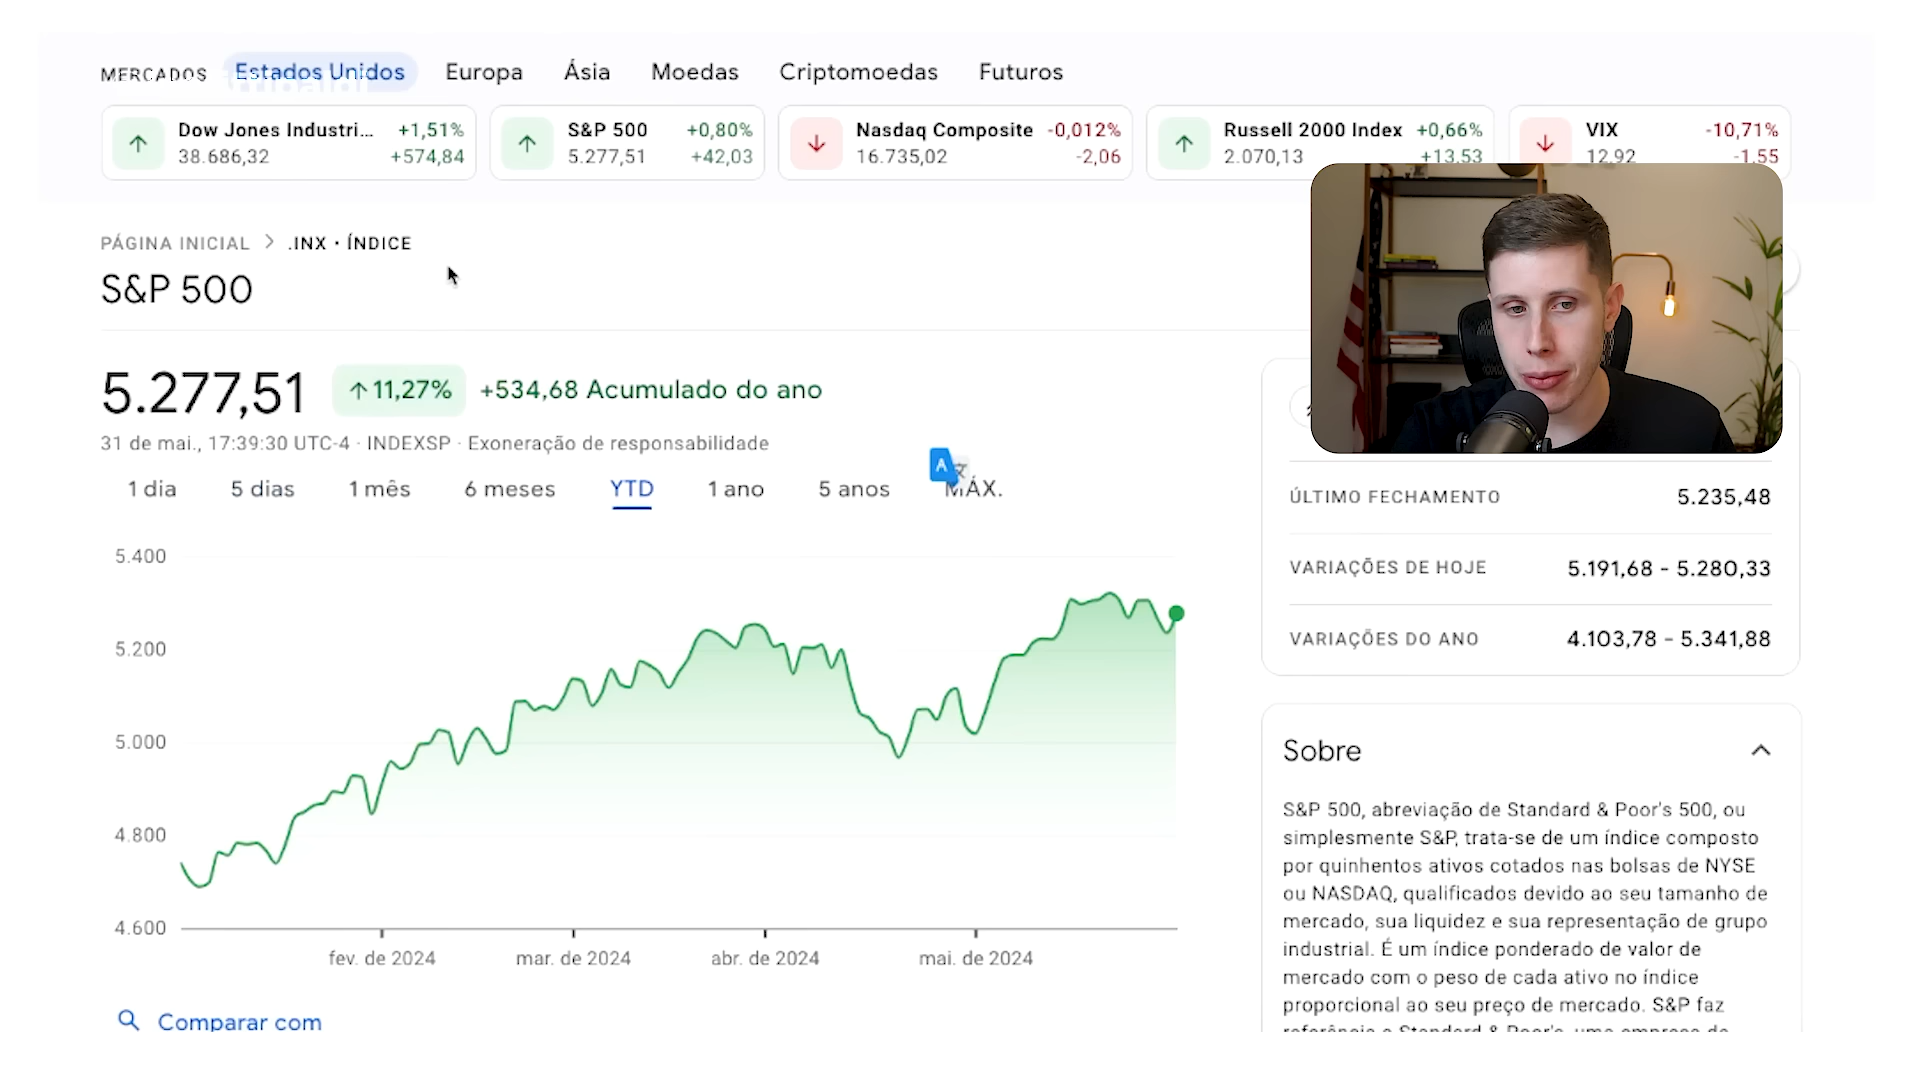 MERCADOS Estados Unidos Europa Ásia Moedas Criptomoedas Futuros
Dow Jones Industri... +1,51%
38.686,32 +574,84
S&P 500 +0,80%
5.277,51 +42,03
Nasdaq Composite -0,012%
16.735,02 -2,06
Russell 2000 Index +0,66%
2.070,13 +13,53
VIX -10,71%
12,92 -1,55
PÁGINA INICIAL > .INX • ÍNDICE
S&P 500
5.277,51 ↑ 11,27% +534,68 Acumulado do ano
31 de mai., 17:39:30 UTC-4 · INDEXSP · Exoneração de responsabilidade
1 dia 5 dias 1 mês 6 meses YTD 1 ano 5 anos MÁX.
5.400
5.200
5.000
4.800
4.600
fev. de 2024 mar. de 2024 abr. de 2024 mai. de 2024
Comparar com
ÚLTIMO FECHAMENTO 5.235,48
VARIAÇÕES DE HOJE 5.191,68 - 5.280,33
VARIAÇÕES DO ANO 4.103,78 - 5.341,88
Sobre
S&P 500, abreviação de Standard & Poor's 500, ou
simplesmente S&P, trata-se de um índice composto
por quinhentos ativos cotados nas bolsas de NYSE
ou NASDAQ, qualificados devido ao seu tamanho de
mercado, sua liquidez e sua representação de grupo
industrial. É um índice ponderado de valor de
mercado com o peso de cada ativo no índice
proporcional ao seu preço de mercado. S&P faz
referência a Standard & Poor's, uma empresa de